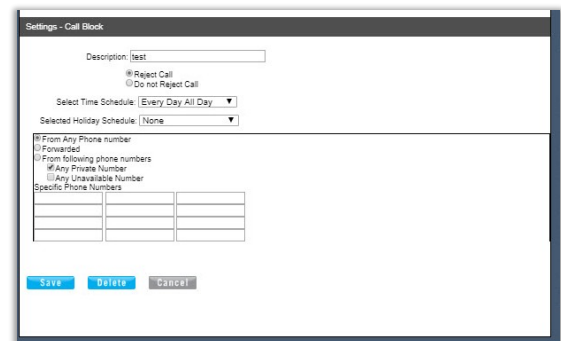 Settings - Call Block
Description: test
Reject Call
Do not Reject Call
Select Time Schedule: Every Day All Day ▼
Selected Holiday Schedule: None ▼
From Any Phone number
Forwarded
From following phone numbers
Any Private Number
Any Unavailable Number
Specific Phone Numbers
Save Delete Cancel